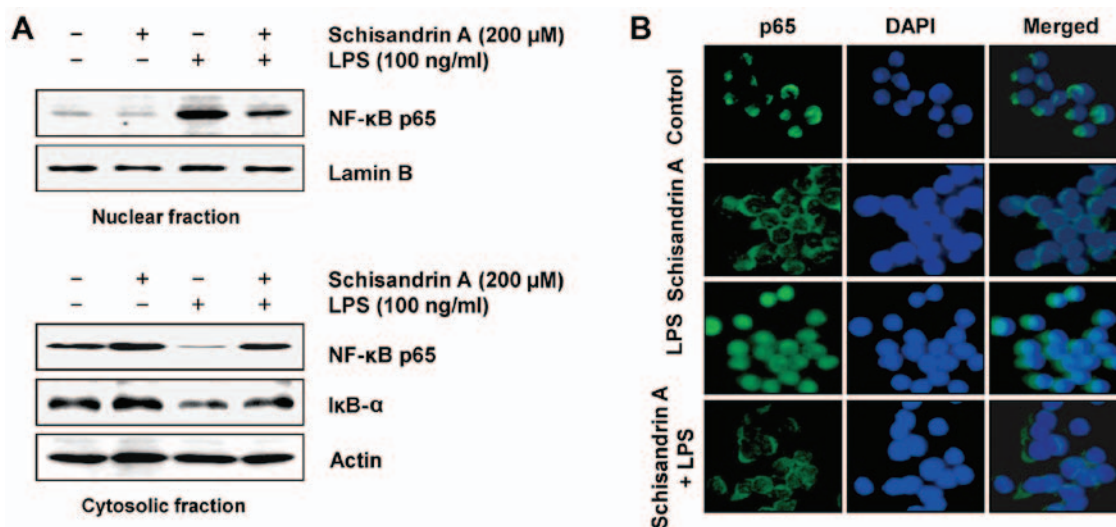 A
– + – + Schisandrin A (200 µM)
– – + + LPS (100 ng/ml)
NF-κB p65
Lamin B
Nuclear fraction
– + – + Schisandrin A (200 µM)
– – + + LPS (100 ng/ml)
NF-κB p65
IκB-α
Actin
Cytosolic fraction
B
p65 DAPI Merged
Control
Schisandrin A
LPS
Schisandrin A
+ LPS